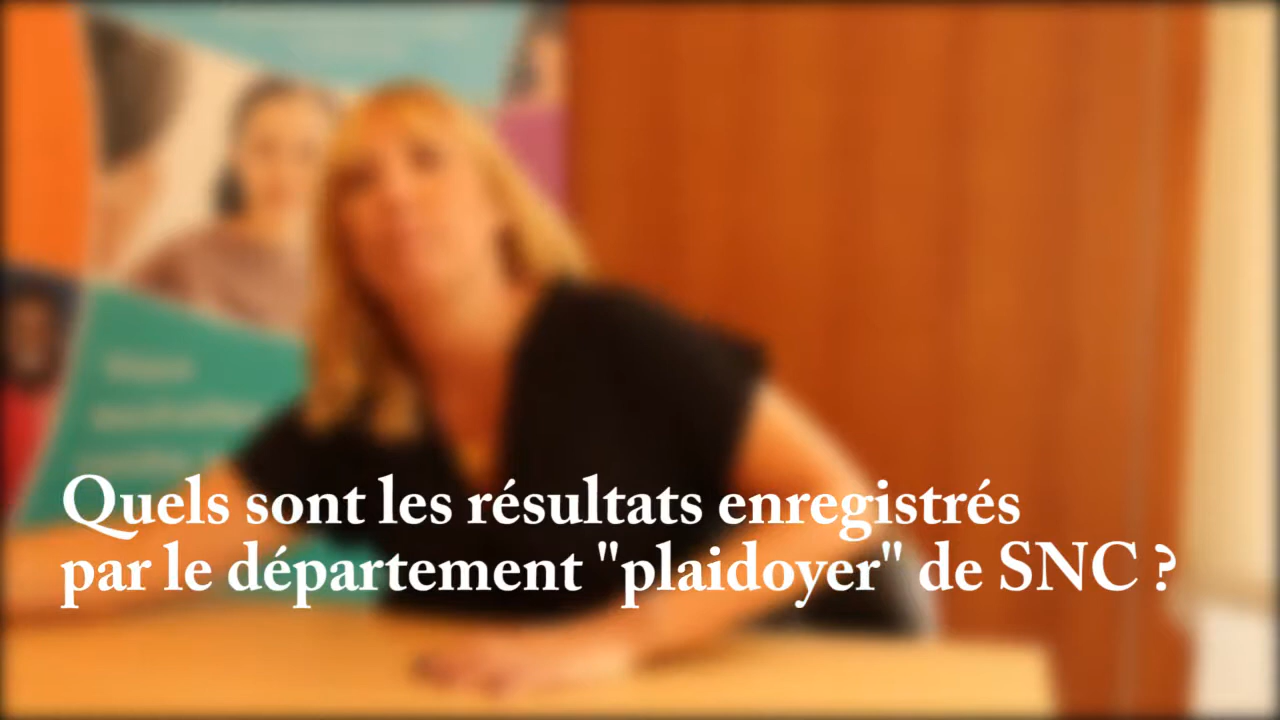 Quels sont les résultats enregistrés
par le département "plaidoyer" de SNC ?